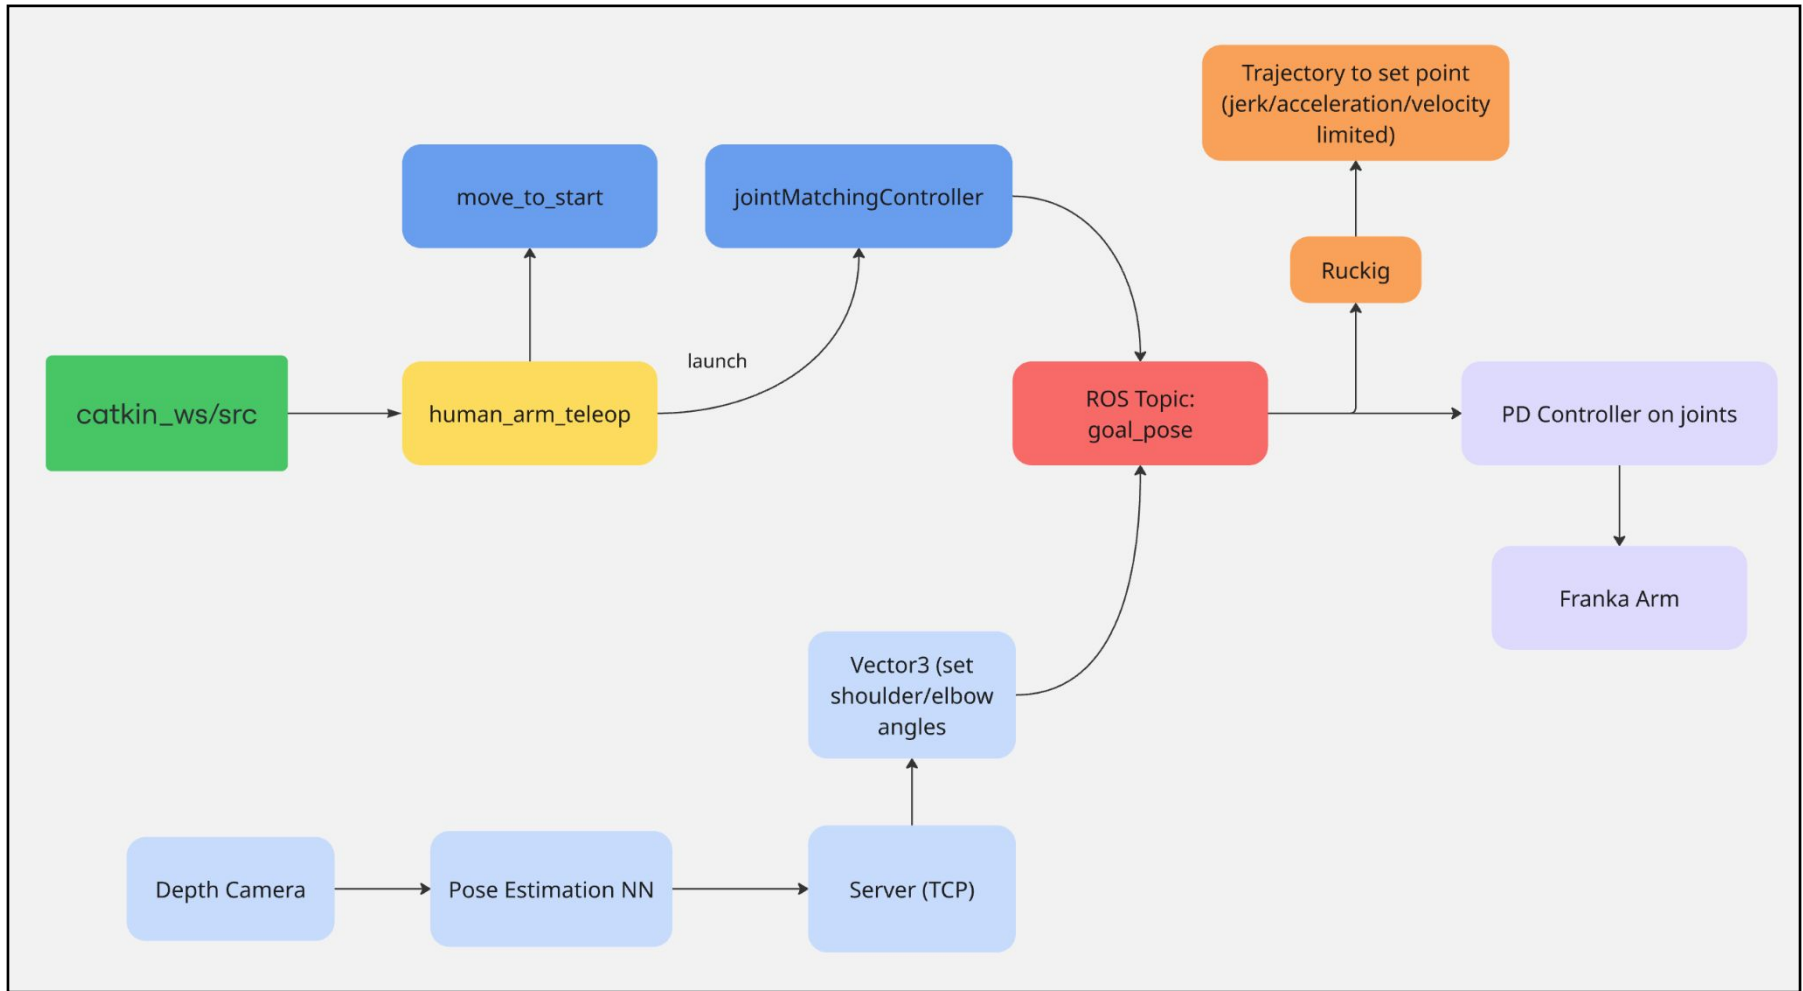 Trajectory to set point
(jerk/acceleration/velocity
limited)
move_to_start
jointMatchingController
Ruckig
launch
catkin_ws/src
human_arm_teleop
ROS Topic:
goal_pose
PD Controller on joints
Franka Arm
Vector3 (set
shoulder/elbow
angles
Depth Camera
Pose Estimation NN
Server (TCP)